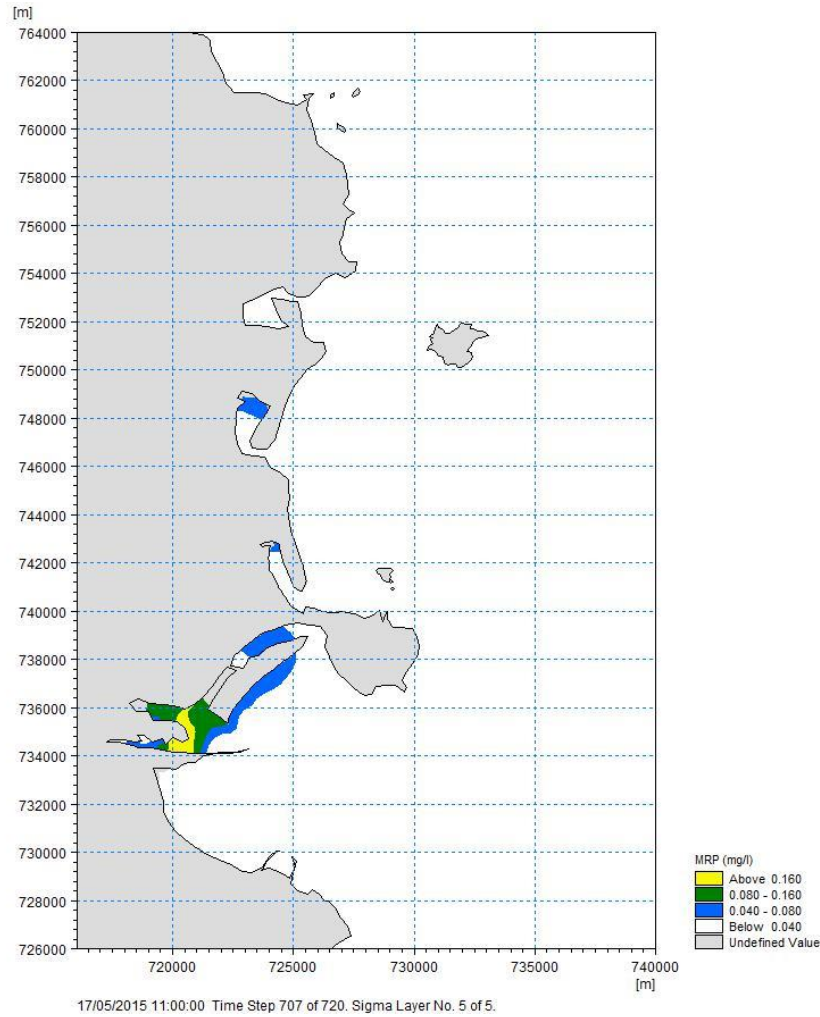 [m]
764000
762000
760000
758000
756000
754000
752000
750000
748000
746000
744000
742000
740000
738000
736000
734000
732000
730000
728000
726000
720000 725000 730000 735000 740000
[m]
MRP (mg/l)
Above 0.160
0.080 - 0.160
0.040 - 0.080
Below 0.040
Undefined Value
17/05/2015 11:00:00 Time Step 707 of 720. Sigma Layer No. 5 of 5.